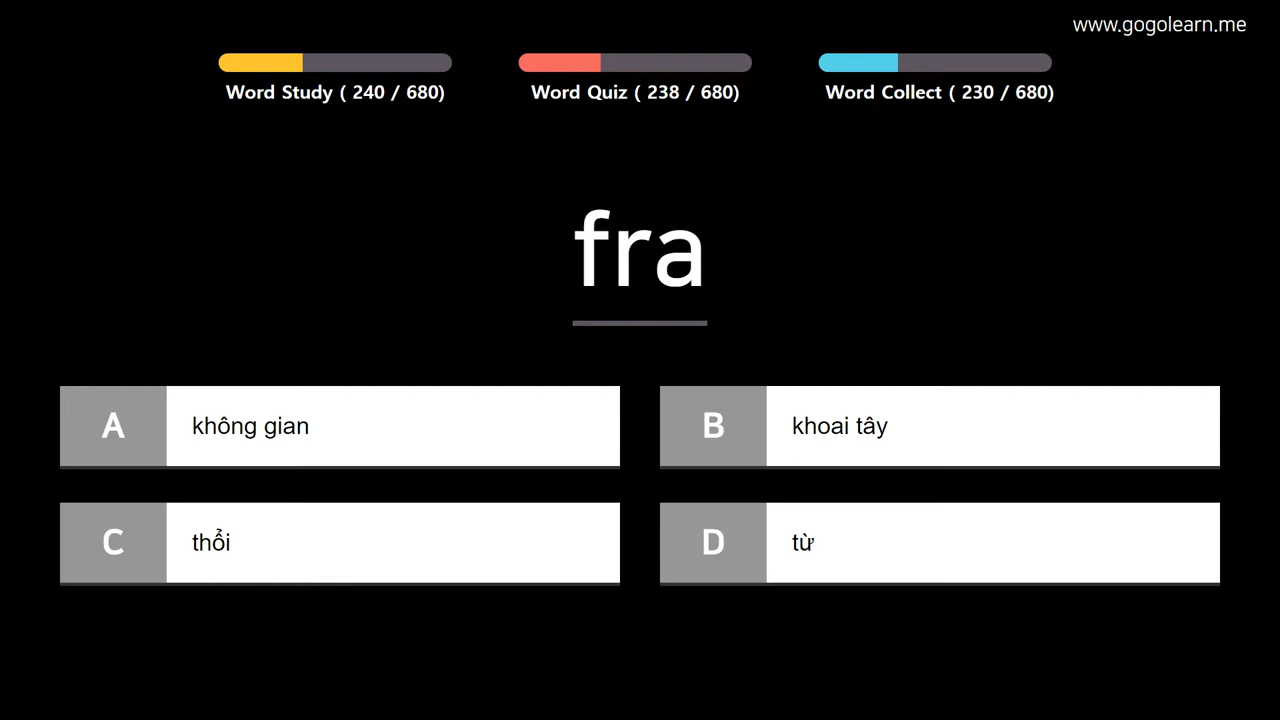 www.gogolearn.me
Word Study ( 240 / 680)
Word Quiz ( 238 / 680)
Word Collect ( 230 / 680)
fra
A không gian
B khoai tây
C thổi
D từ